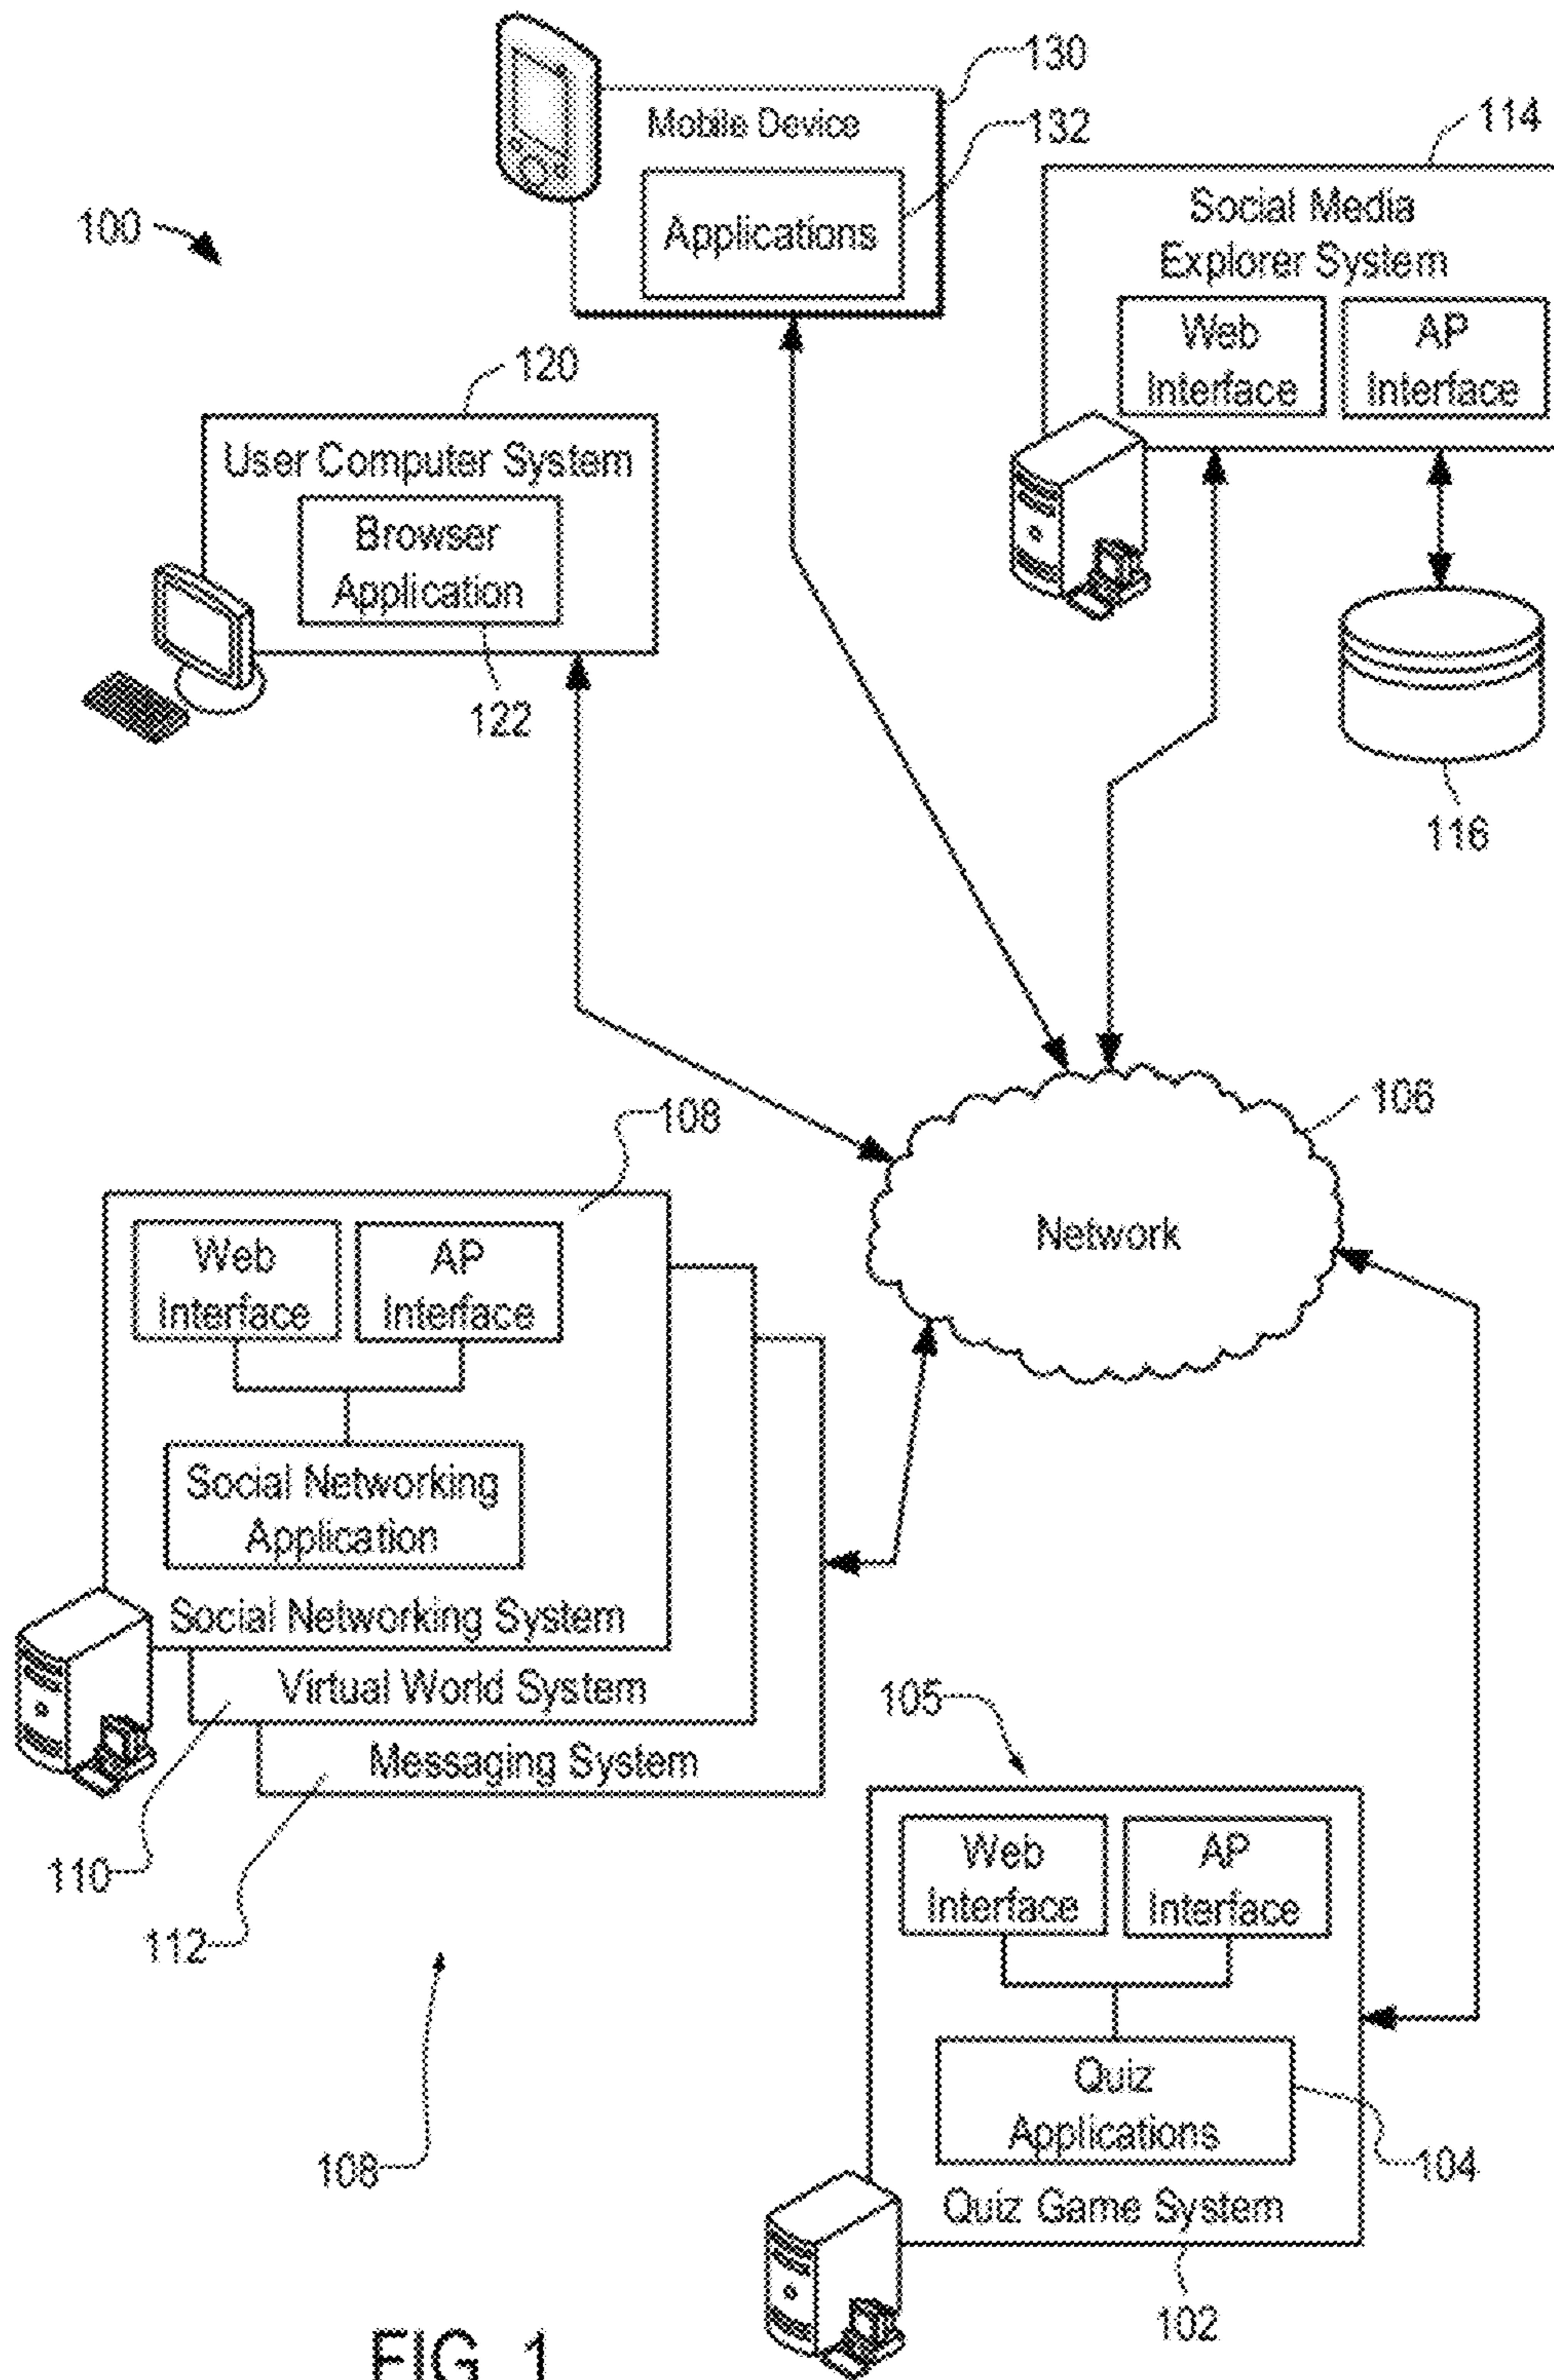 130
Mobile Device
132
Applications
114
Social Media
Explorer System
Web
Interface
AP
Interface
100
120
User Computer System
Browser
Application
122
116
106
Network
108
Web
Interface
AP
Interface
Social Networking
Application
Social Networking System
Virtual World System
Messaging System
110
112
108
105
Web
Interface
AP
Interface
Quiz
Applications
104
Quiz Game System
102
FIG. 1